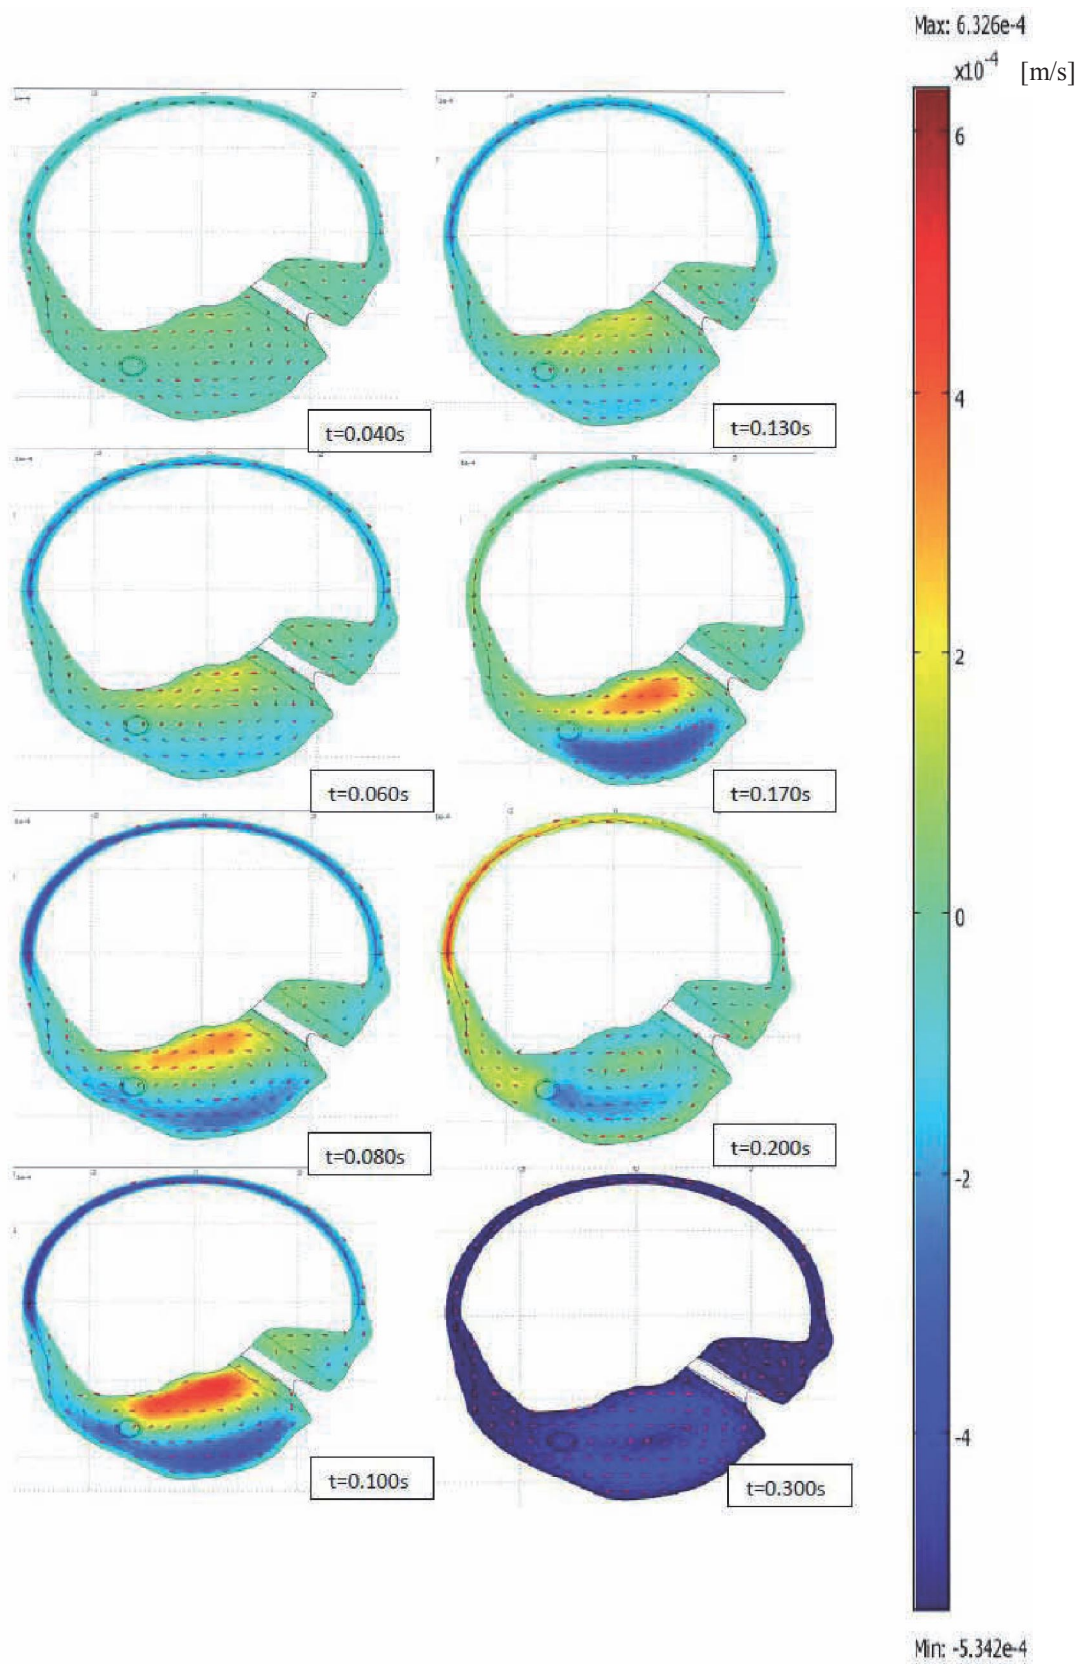 Max: 6.326e-4
x10-4 [m/s]
6
4
2
0
-2
-4
Min: -5.342e-4
t=0.040s
t=0.130s
t=0.060s
t=0.170s
t=0.080s
t=0.200s
t=0.100s
t=0.300s